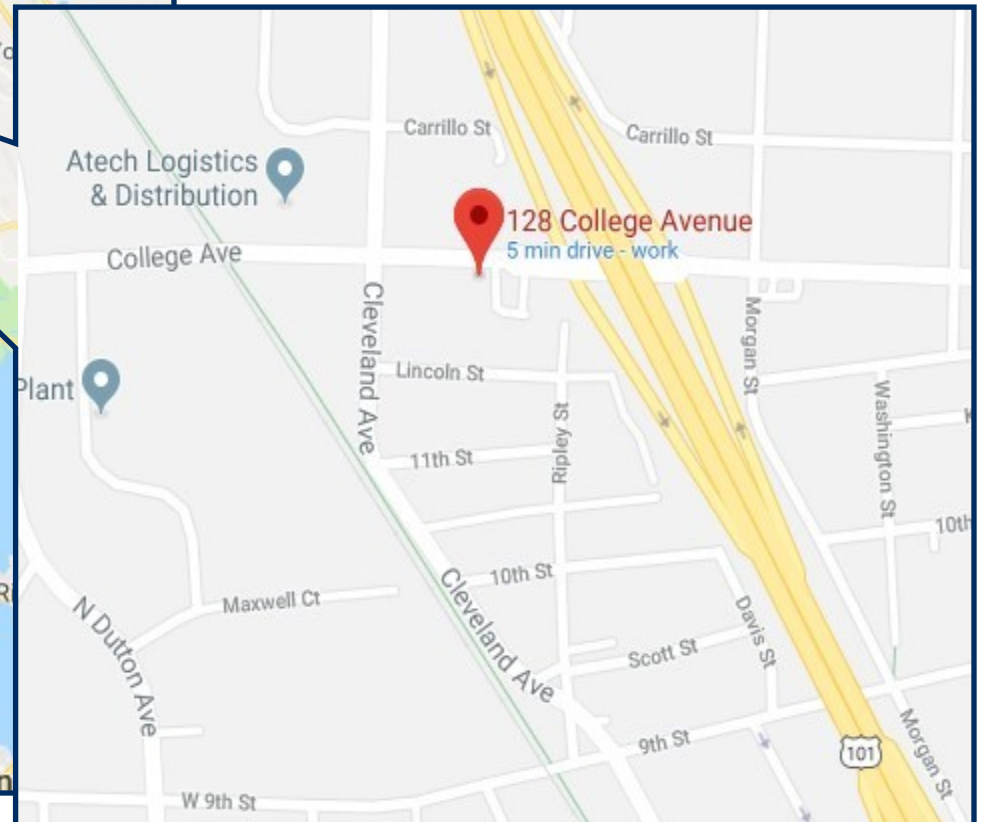 Carrillo St
Carrillo St
Atech Logistics
& Distribution
128 College Avenue
5 min drive - work
College Ave
Cleveland Ave
Morgan St
Lincoln St
Plant
Washington St
Ripley St
11th St
10th
10th St
Cleveland Ave
Maxwell Ct
N Dutton Ave
Davis St
Scott St
9th St
101
Morgan St
W 9th St